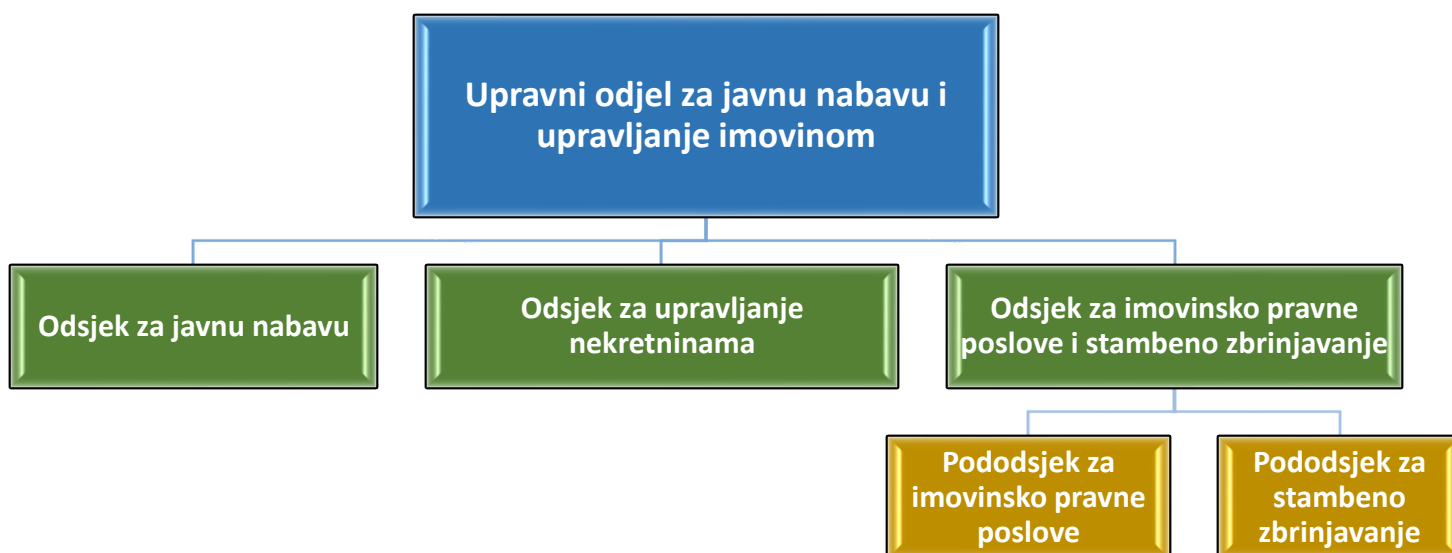 Upravni odjel za javnu nabavu i
upravljanje imovinom
Odsjek za javnu nabavu
Odsjek za upravljanje
nekretninama
Odsjek za imovinsko pravne
poslove i stambeno zbrinjavanje
Pododsjek za
imovinsko pravne
poslove
Pododsjek za
stambeno
zbrinjavanje